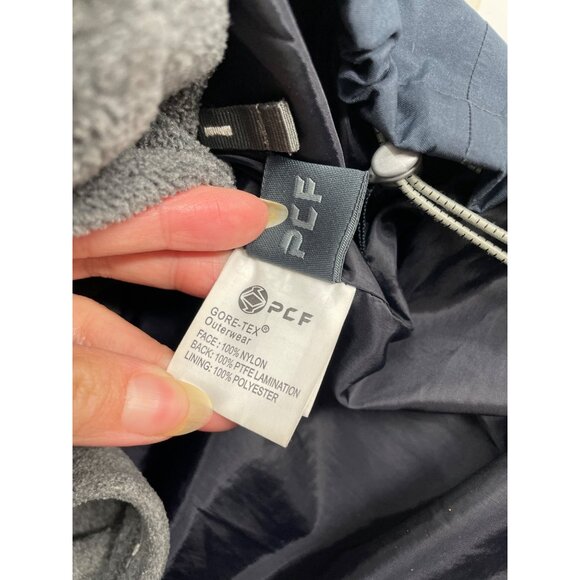 PCF
PCF
GORE-TEX®
Outerwear
FACE : 100% NYLON
BACK: 100% PTFE LAMINATION
LINING: 100% POLYESTER